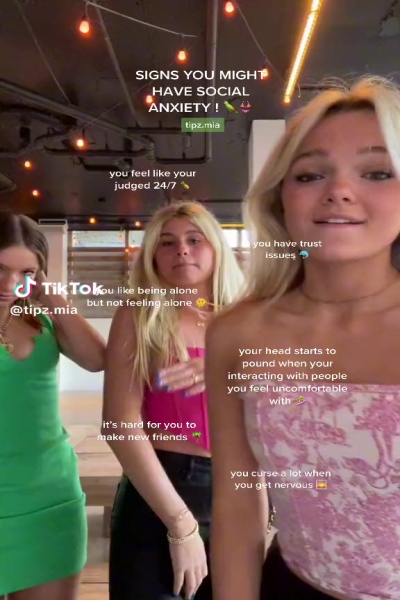 SIGNS YOU MIGHT
HAVE SOCIAL
ANXIETY !
tipz.mia
you feel like your
judged 24/7
you have trust
issues
you like being alone
but not feeling alone
TikTok
@tipz.mia
your head starts to
pound when your
interacting with people
you feel uncomfortable
with
it's hard for you to
make new friends
you curse a lot when
you get nervous